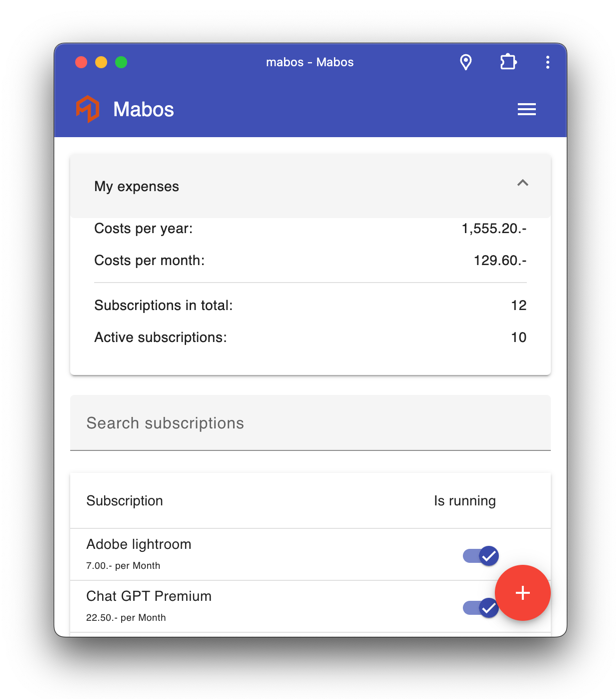 mabos - Mabos
Mabos
My expenses
Costs per year: 1,555.20.-
Costs per month: 129.60.-
Subscriptions in total: 12
Active subscriptions: 10
Search subscriptions
Subscription Is running
Adobe lightroom
7.00.- per Month
Chat GPT Premium
22.50.- per Month